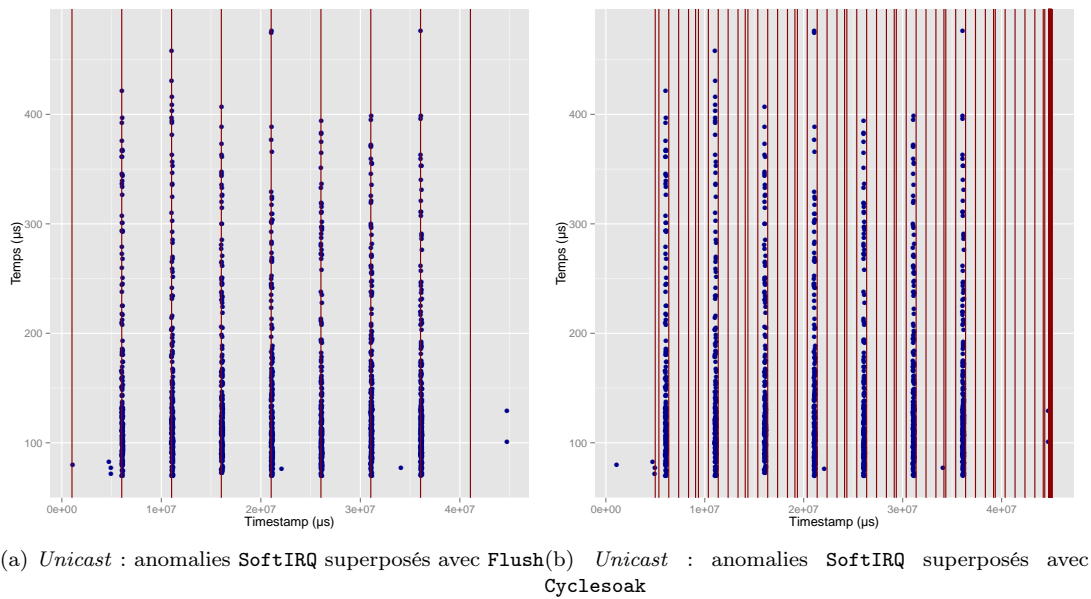 400
300
200
100
Temps (µs)
0e+00 1e+07 2e+07 3e+07 4e+07
Timestamp (µs)
400
300
200
100
Temps (µs)
0e+00 1e+07 2e+07 3e+07 4e+07
Timestamp (µs)
(a) Unicast : anomalies SoftIRQ superposés avec Flush
(b) Unicast : anomalies SoftIRQ superposés avec
Cyclesoak